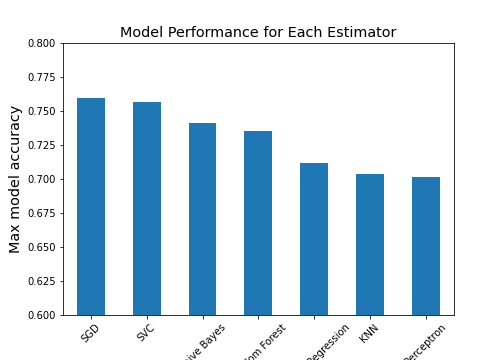 Model Performance for Each Estimator
Max model accuracy
0.800
0.775
0.750
0.725
0.700
0.675
0.650
0.625
0.600
SGD
SVC
ive Bayes
om Forest
Regression
KNN
Perceptron